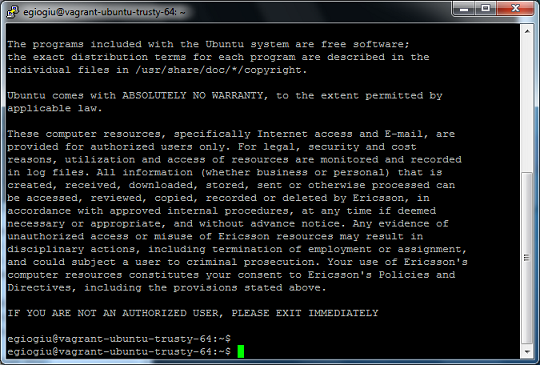 egiogiu@vagrant-ubuntu-trusty-64: ~
The programs included with the Ubuntu system are free software;
the exact distribution terms for each program are described in the
individual files in /usr/share/doc/*/copyright.
Ubuntu comes with ABSOLUTELY NO WARRANTY, to the extent permitted by
applicable law.
These computer resources, specifically Internet access and E-mail, are
provided for authorized users only. For legal, security and cost
reasons, utilization and access of resources are monitored and recorded
in log files. All information (whether business or personal) that is
created, received, downloaded, stored, sent or otherwise processed can
be accessed, reviewed, copied, recorded or deleted by Ericsson, in
accordance with approved internal procedures, at any time if deemed
necessary or appropriate, and without advance notice. Any evidence of
unauthorized access or misuse of Ericsson resources may result in
disciplinary actions, including termination of employment or assignment,
and could subject a user to criminal prosecution. Your use of Ericsson's
computer resources constitutes your consent to Ericsson's Policies and
Directives, including the provisions stated above.
IF YOU ARE NOT AN AUTHORIZED USER, PLEASE EXIT IMMEDIATELY
egiogiu@vagrant-ubuntu-trusty-64:~$
egiogiu@vagrant-ubuntu-trusty-64:~$